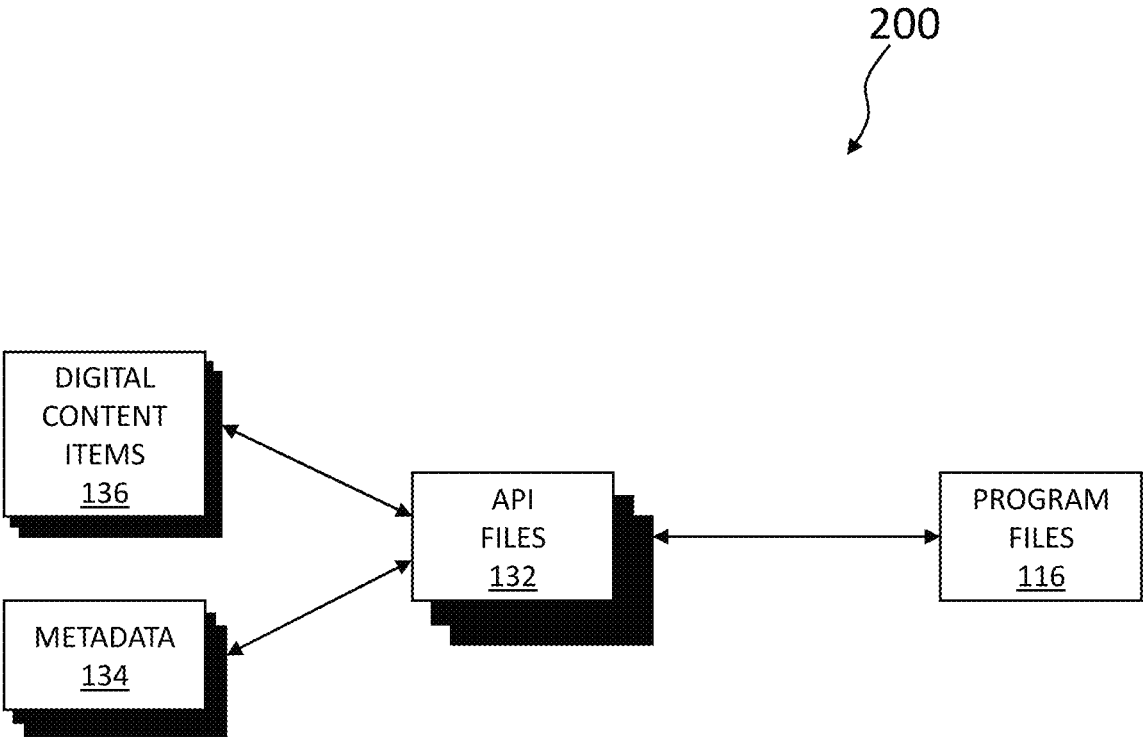 200
DIGITAL
CONTENT
ITEMS
136
API
FILES
132
PROGRAM
FILES
116
METADATA
134